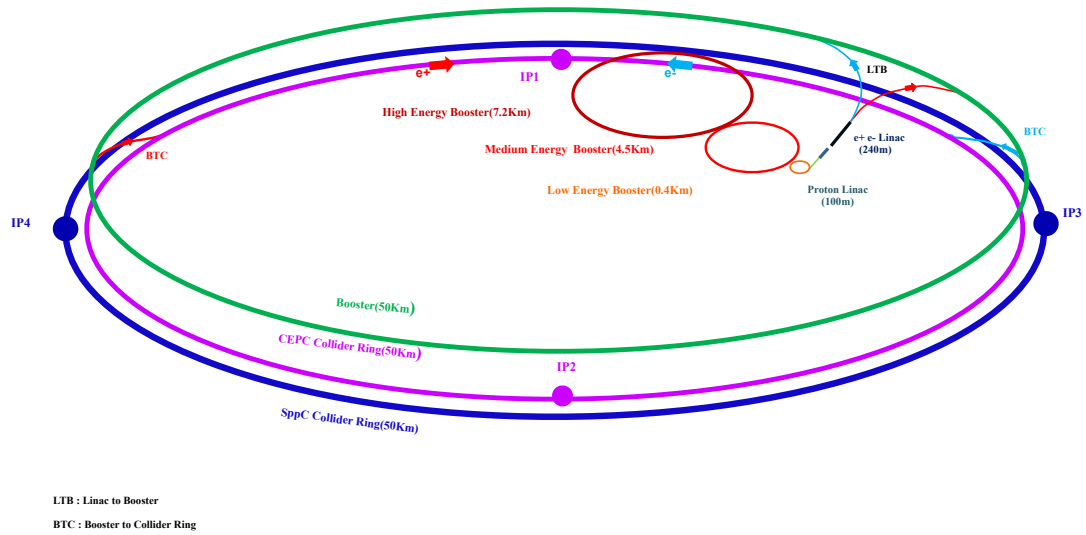 LTB
e+
e-
IP1
High Energy Booster(7.2Km)
BTC
e+ e- Linac
(240m)
Medium Energy Booster(4.5Km)
BTC
Low Energy Booster(0.4Km)
Proton Linac
(100m)
IP4
IP3
Booster(50Km)
CEPC Collider Ring(50Km)
IP2
SppC Collider Ring(50Km)
LTB : Linac to Booster
BTC : Booster to Collider Ring